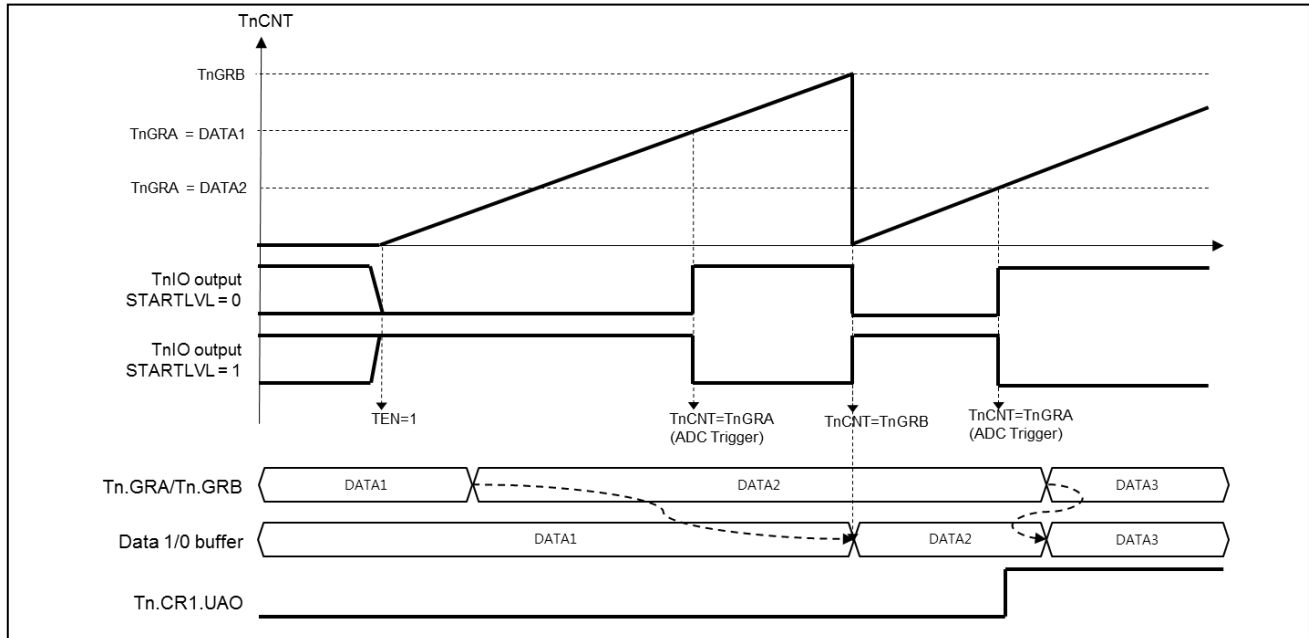 TnCNT
TnGRB
TnGRA = DATA1
TnGRA = DATA2
TnIO output
STARTLVL = 0
TnIO output
STARTLVL = 1
TEN=1
TnCNT=TnGRA
(ADC Trigger)
TnCNT=TnGRB
TnCNT=TnGRA
(ADC Trigger)
Tn.GRA/Tn.GRB
DATA1
DATA2
DATA3
Data 1/0 buffer
DATA1
DATA2
DATA3
Tn.CR1.UAO